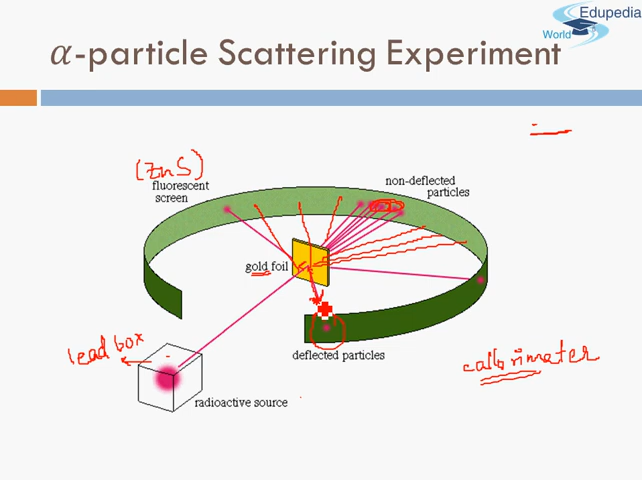 Edupedia
World
α-particle Scattering Experiment
(ZnS)
fluorescent
screen
non-deflected
particles
gold foil
lead box
deflected particles
callorimater
radioactive source